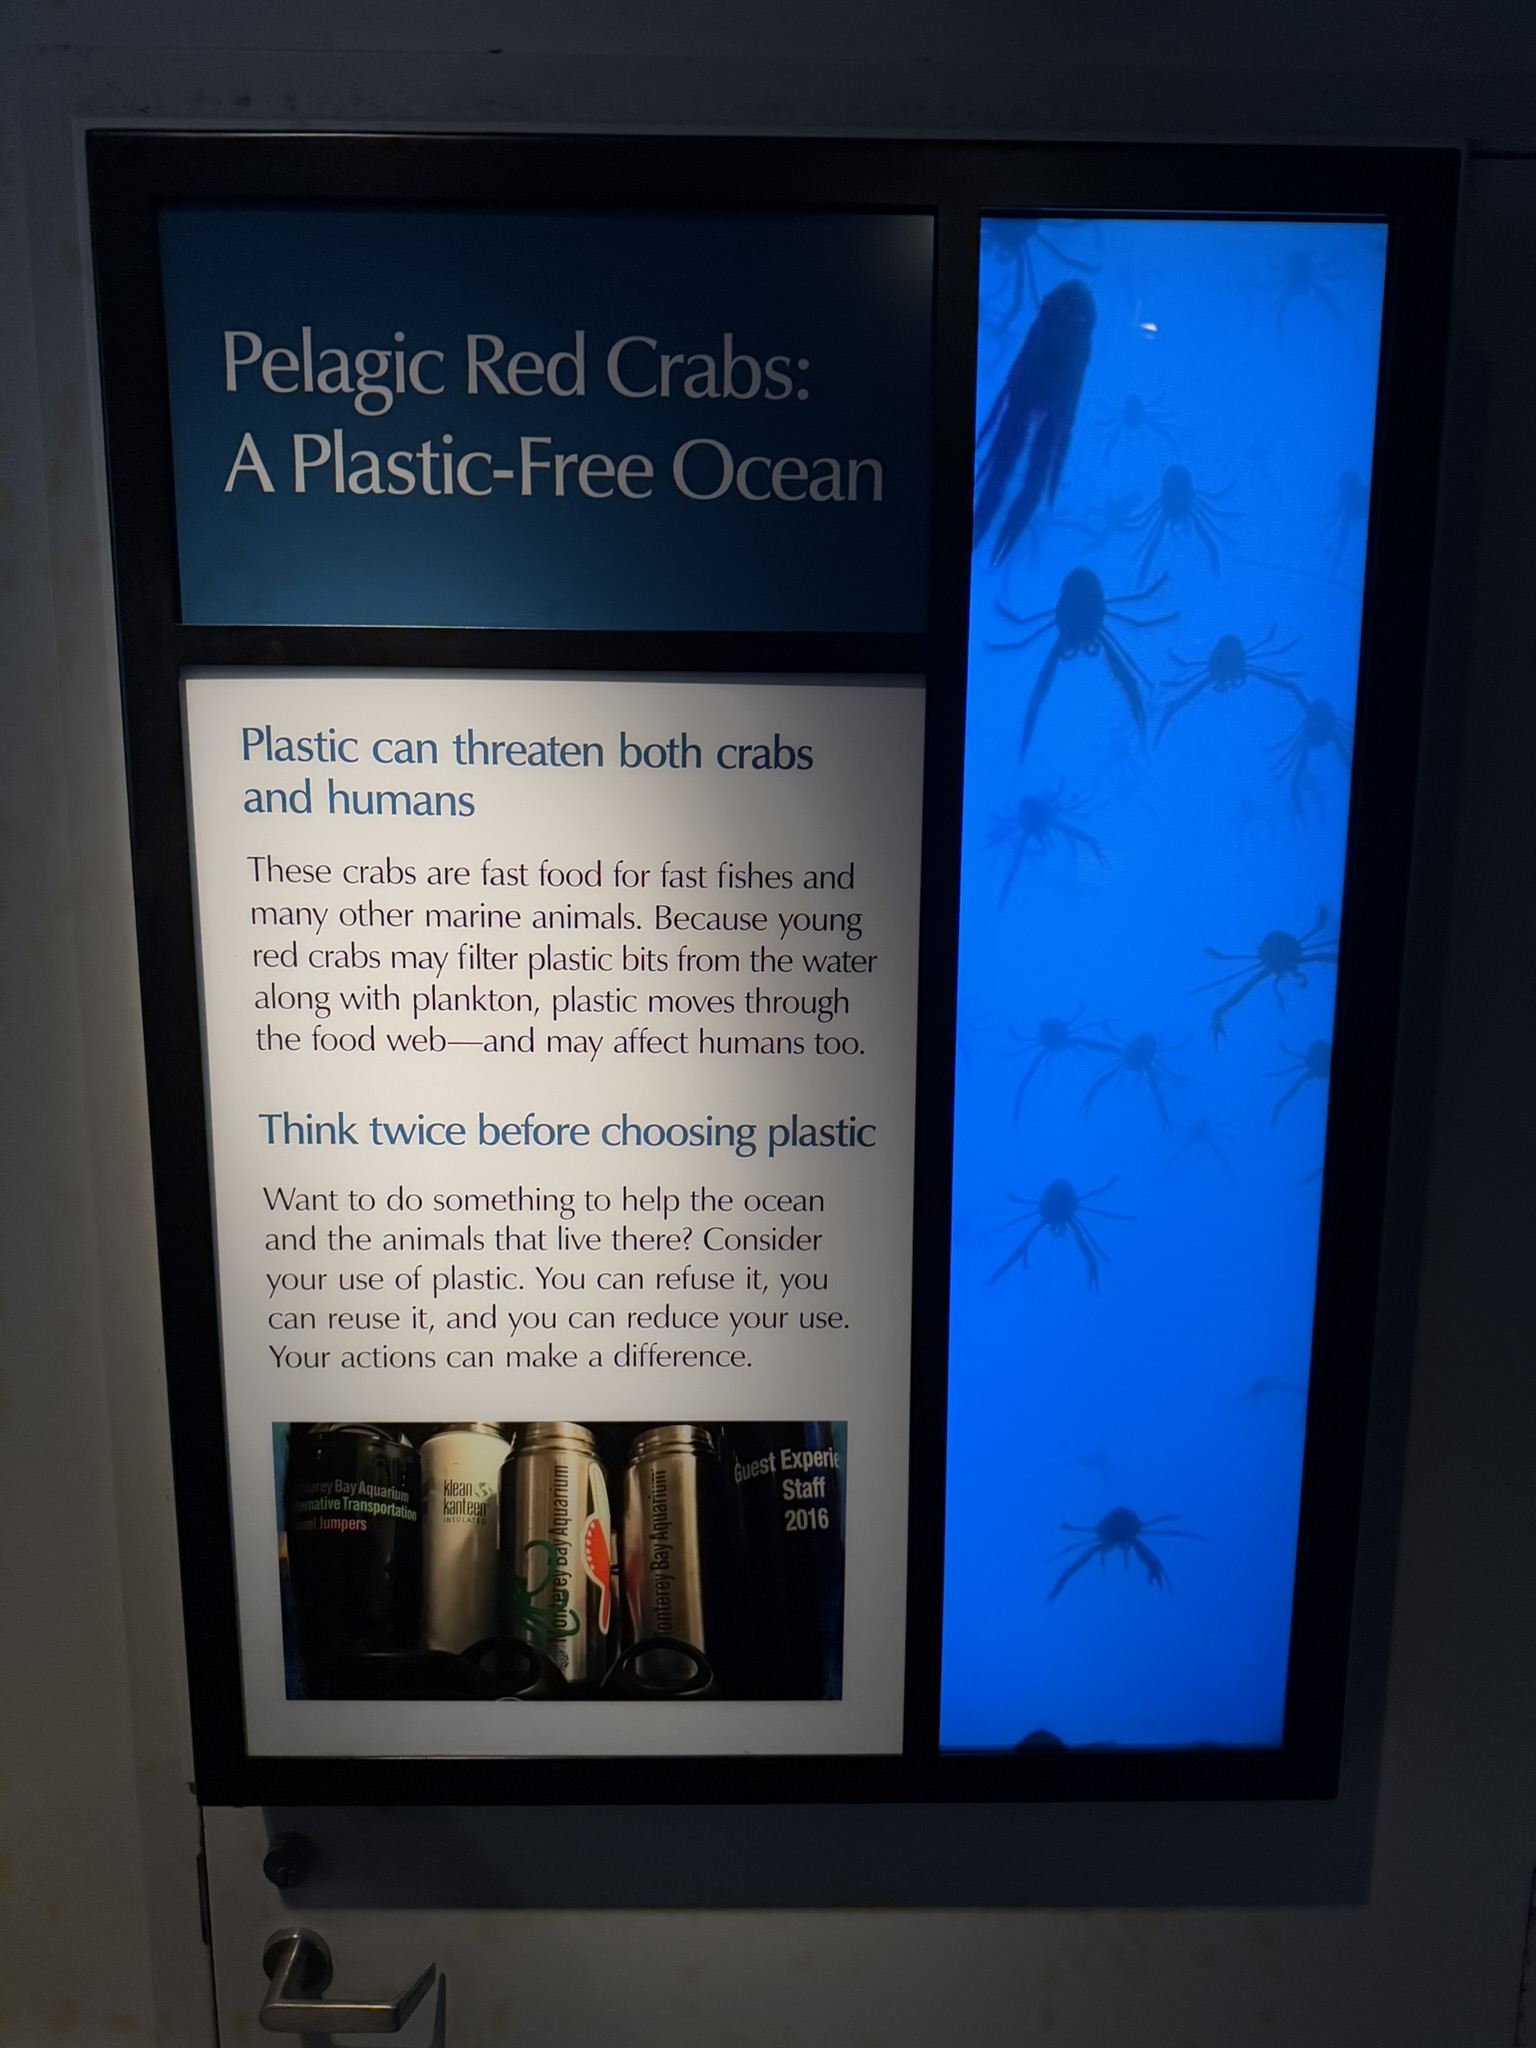 Pelagic Red Crabs:
A Plastic-Free Ocean
Plastic can threaten both crabs
and humans
These crabs are fast food for fast fishes and
many other marine animals. Because young
red crabs may filter plastic bits from the water
along with plankton, plastic moves through
the food web—and may affect humans too.
Think twice before choosing plastic
Want to do something to help the ocean
and the animals that live there? Consider
your use of plastic. You can refuse it, you
can reuse it, and you can reduce your use.
Your actions can make a difference.
Bay Aquarium
Transportation
Jumpers
klean
kanteen
INSULATED
Monterey Bay Aquarium
onterey Bay Aquarium
Guest Experie
Staff
2016